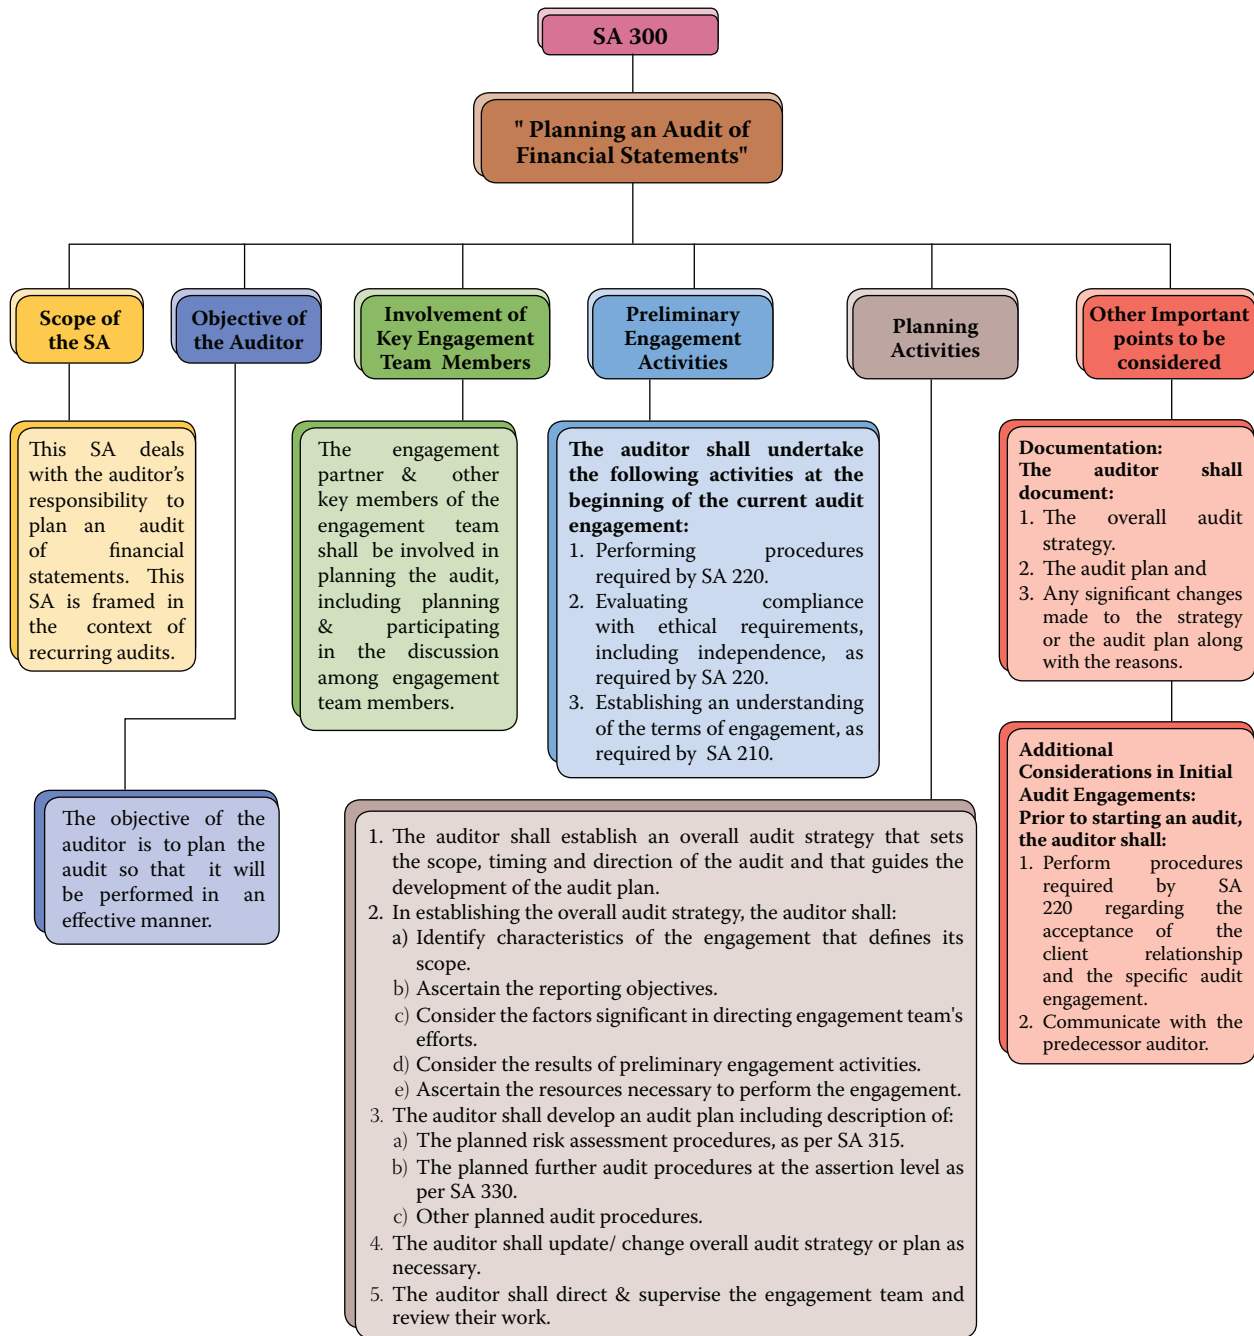 SA 300
" Planning an Audit of
Financial Statements"
Scope of
the SA
This SA deals
with the auditor's
responsibility to
plan an audit
of financial
statements. This
SA is framed in
the context of
recurring audits.
Objective of
the Auditor
The objective of the
auditor is to plan the
audit so that it will
be performed in an
effective manner.
Involvement of
Key Engagement
Team Members
The engagement
partner & other
key members of the
engagement team
shall be involved in
planning the audit,
including planning
& participating
in the discussion
among engagement
team members.
Preliminary
Engagement
Activities
The auditor shall undertake
the following activities at the
beginning of the current audit
engagement:
1. Performing procedures
required by SA 220.
2. Evaluating compliance
with ethical requirements,
including independence, as
required by SA 220.
3. Establishing an understanding
of the terms of engagement, as
required by SA 210.
Planning
Activities
1. The auditor shall establish an overall audit strategy that sets
the scope, timing and direction of the audit and that guides the
development of the audit plan.
2. In establishing the overall audit strategy, the auditor shall:
a) Identify characteristics of the engagement that defines its
scope.
b) Ascertain the reporting objectives.
c) Consider the factors significant in directing engagement team's
efforts.
d) Consider the results of preliminary engagement activities.
e) Ascertain the resources necessary to perform the engagement.
3. The auditor shall develop an audit plan including description of:
a) The planned risk assessment procedures, as per SA 315.
b) The planned further audit procedures at the assertion level as
per SA 330.
c) Other planned audit procedures.
4. The auditor shall update/ change overall audit strategy or plan as
necessary.
5. The auditor shall direct & supervise the engagement team and
review their work.
Other Important
points to be
considered
Documentation:
The auditor shall
document:
1. The overall audit
strategy.
2. The audit plan and
3. Any significant changes
made to the strategy
or the audit plan along
with the reasons.
Additional
Considerations in Initial
Audit Engagements:
Prior to starting an audit,
the auditor shall:
1. Perform procedures
required by SA
220 regarding the
acceptance of the
client relationship
and the specific audit
engagement.
2. Communicate with the
predecessor auditor.